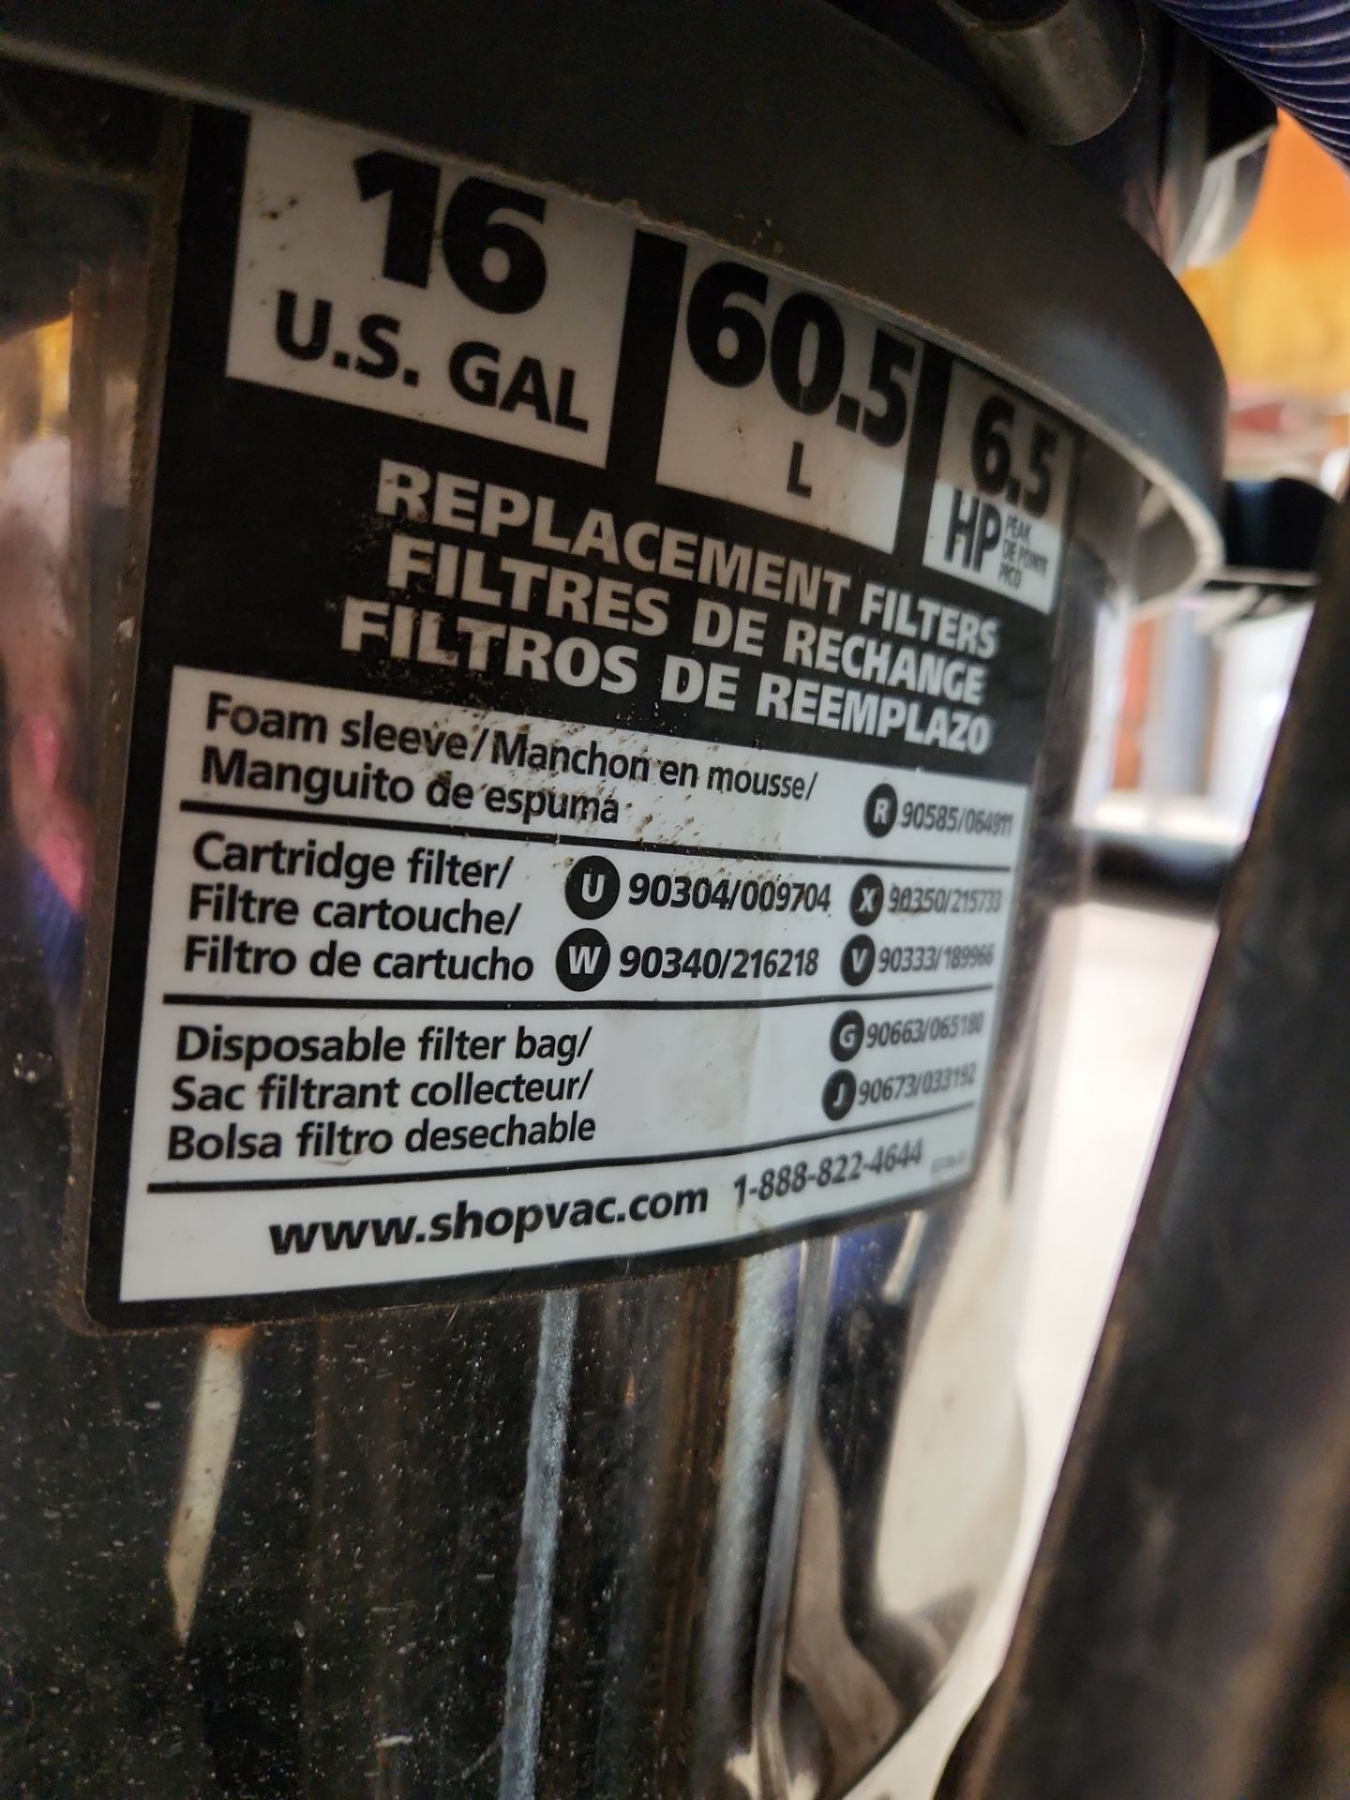 16
U.S. GAL
60.5
L
6.5
HP PEAK
DE POINTE
PICO
REPLACEMENT FILTERS
FILTRES DE RECHANGE
FILTROS DE REEMPLAZO
Foam sleeve/Manchon en mousse/
Manguito de espuma
R 90585/064911
Cartridge filter/
Filtre cartouche/
Filtro de cartucho
U 90304/009704 X 90350/215733
W 90340/216218 V 90333/189966
Disposable filter bag/
Sac filtrant collecteur/
Bolsa filtro desechable
G 90663/065180
J 90673/033192
www.shopvac.com 1-888-822-4644